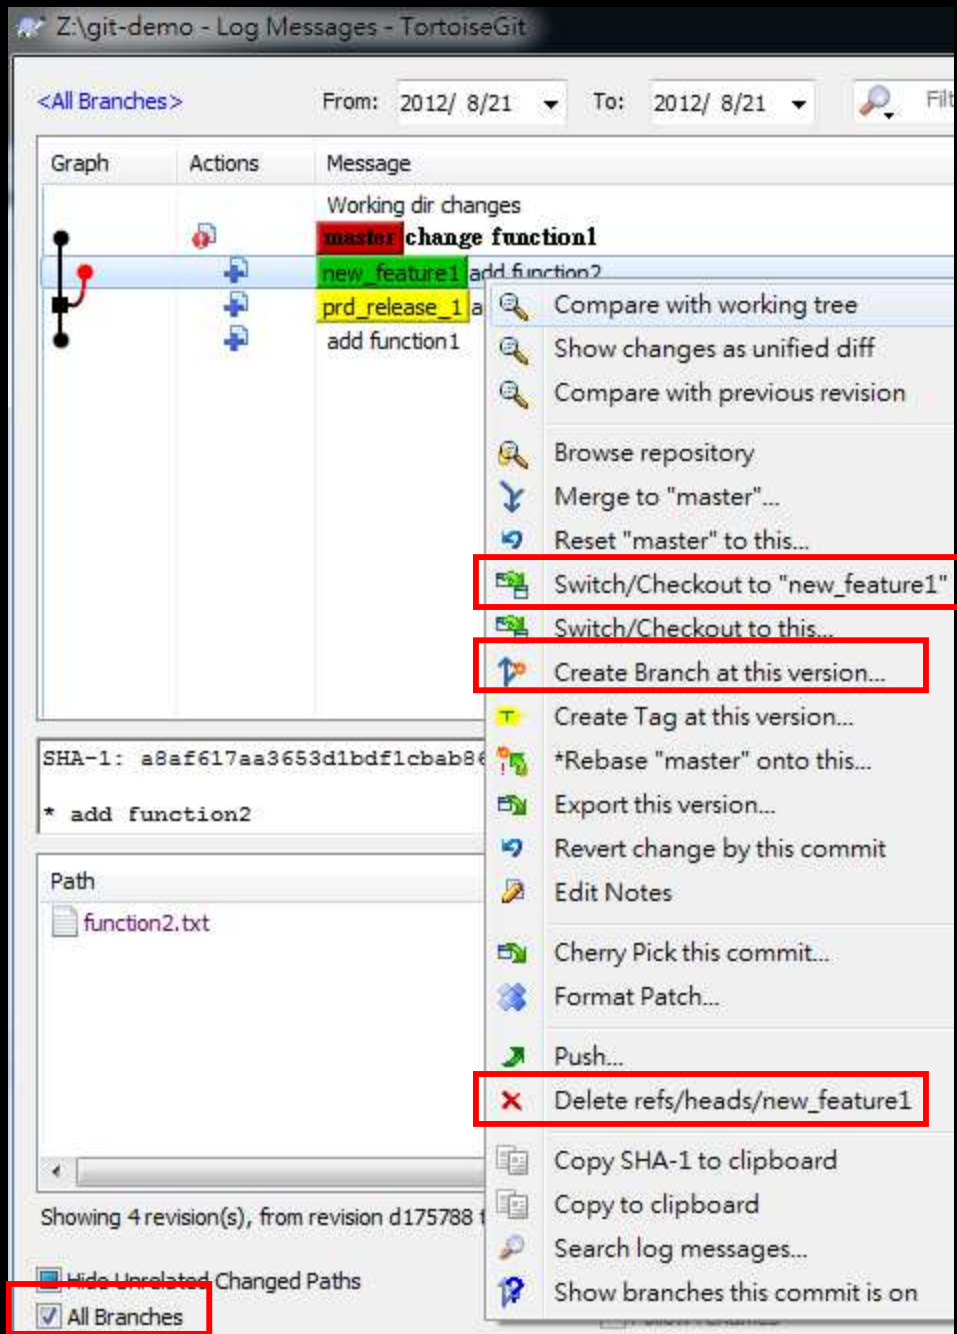 Z:\git-demo - Log Messages - TortoiseGit
<All Branches> From: 2012/ 8/21 To: 2012/ 8/21 Filt
Graph Actions Message
Working dir changes
master change function1
new_feature1 add function2
prd_release_1 a
add function1
Compare with working tree
Show changes as unified diff
Compare with previous revision
Browse repository
Merge to "master"...
Reset "master" to this...
Switch/Checkout to "new_feature1"
Switch/Checkout to this...
Create Branch at this version...
Create Tag at this version...
*Rebase "master" onto this...
Export this version...
Revert change by this commit
Edit Notes
Cherry Pick this commit...
Format Patch...
Push...
Delete refs/heads/new_feature1
Copy SHA-1 to clipboard
Copy to clipboard
Search log messages...
Show branches this commit is on
SHA-1: a8af617aa3653d1bdf1cbab86
* add function2
Path
function2.txt
Showing 4 revision(s), from revision d175788 t
Hide Unrelated Changed Paths
All Branches